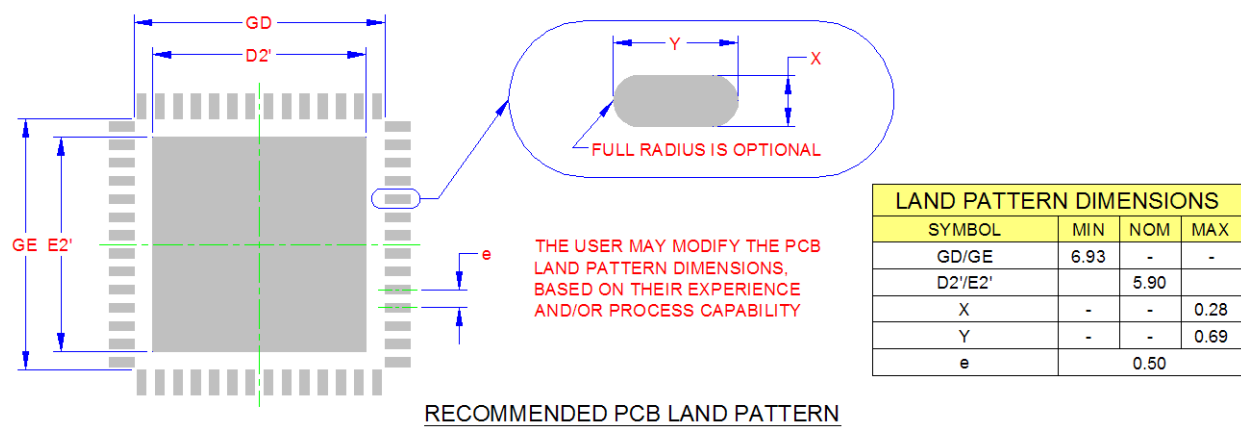 GD
D2'
GE E2'
e
Y
X
FULL RADIUS IS OPTIONAL
THE USER MAY MODIFY THE PCB
LAND PATTERN DIMENSIONS,
BASED ON THEIR EXPERIENCE
AND/OR PROCESS CAPABILITY
LAND PATTERN DIMENSIONS
SYMBOL MIN NOM MAX
GD/GE 6.93 - -
D2'/E2' 5.90
X - - 0.28
Y - - 0.69
e 0.50
RECOMMENDED PCB LAND PATTERN